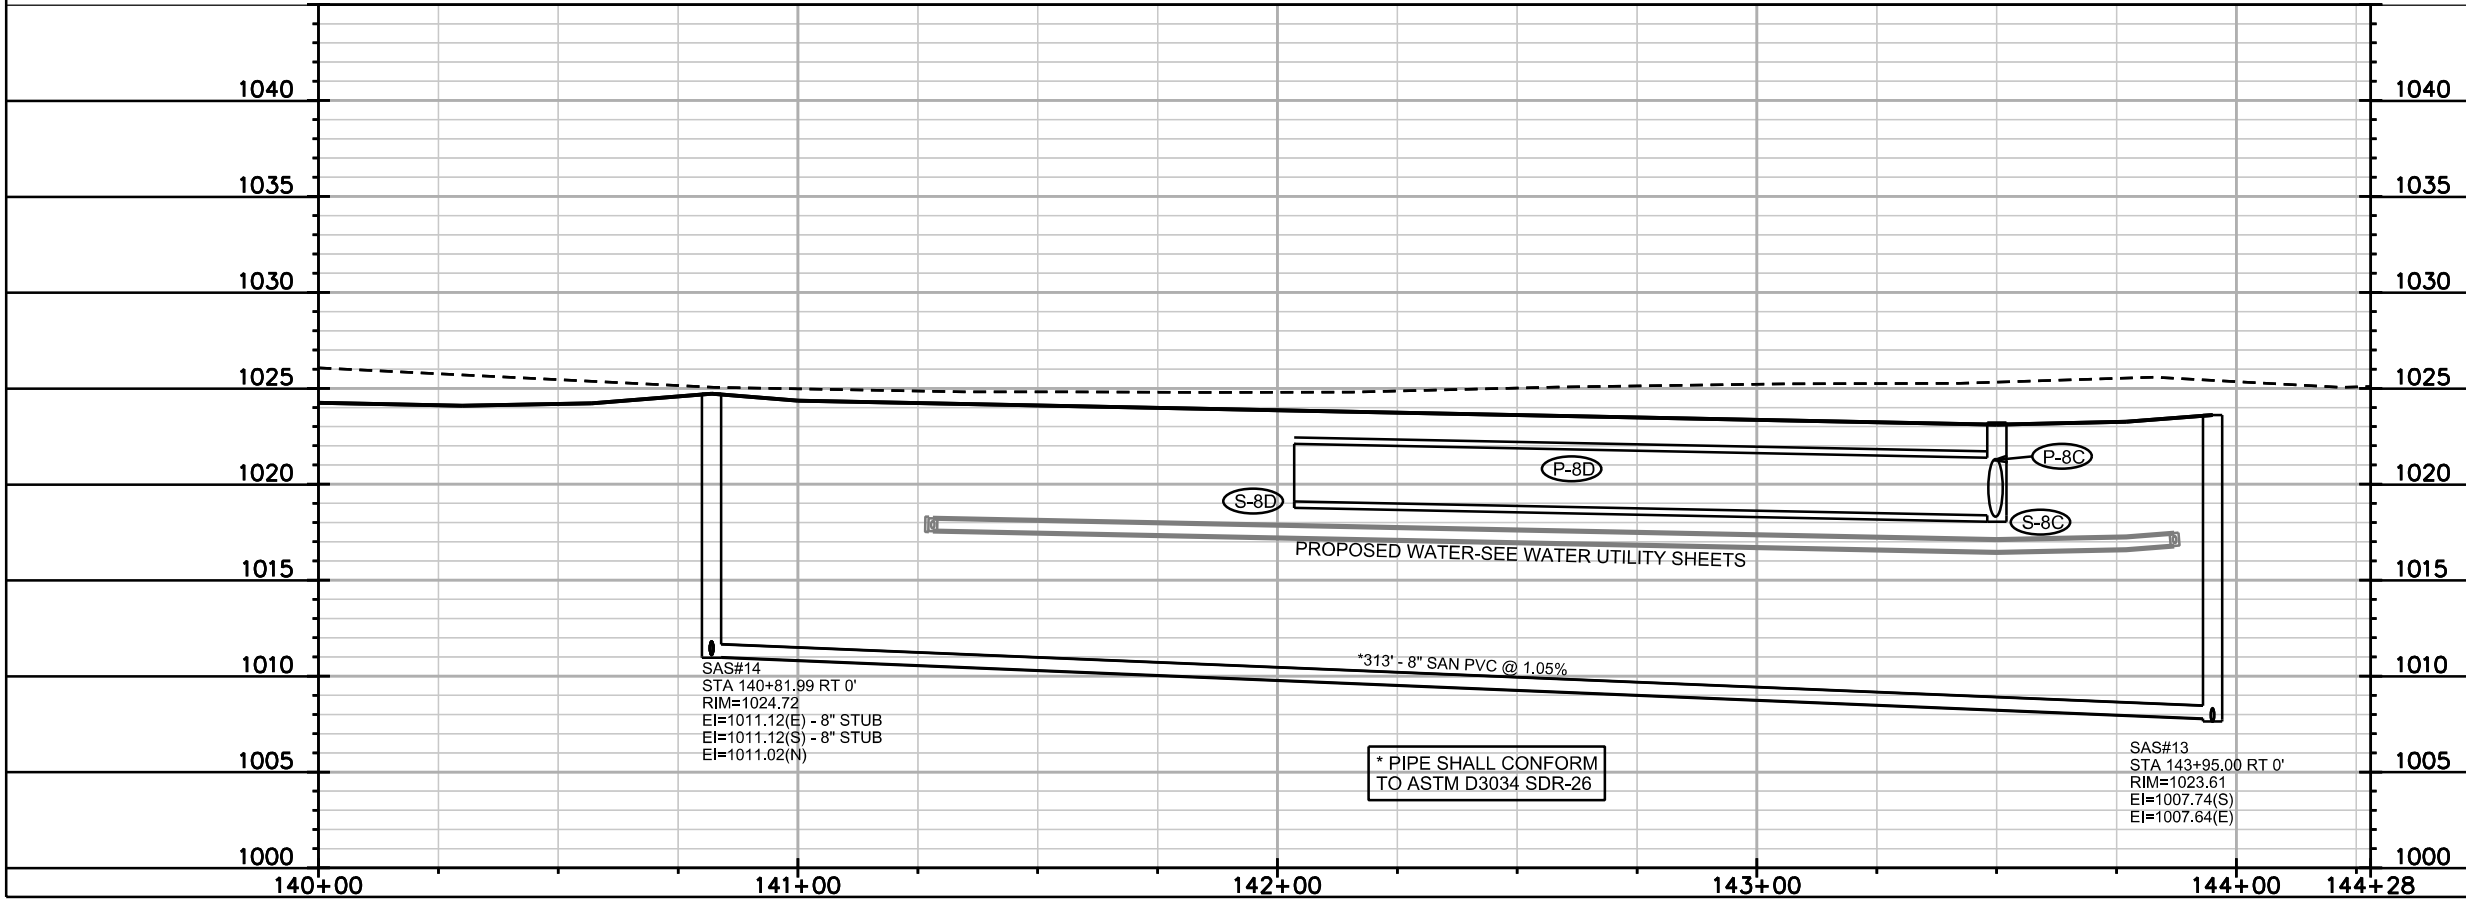 1040 1040
1035 1035
1030 1030
1025 1025
1020 1020
1015 1015
1010 1010
1005 1005
1000 1000
P-8D
P-8C
S-8D
S-8C
PROPOSED WATER-SEE WATER UTILITY SHEETS
*313' - 8" SAN PVC @ 1.05%
SAS#14
STA 140+81.99 RT 0'
RIM=1024.72
EI=1011.12(E) - 8" STUB
EI=1011.12(S) - 8" STUB
EI=1011.02(N)
* PIPE SHALL CONFORM
TO ASTM D3034 SDR-26
SAS#13
STA 143+95.00 RT 0'
RIM=1023.61
EI=1007.74(S)
EI=1007.64(E)
140+00 141+00 142+00 143+00 144+00 144+28